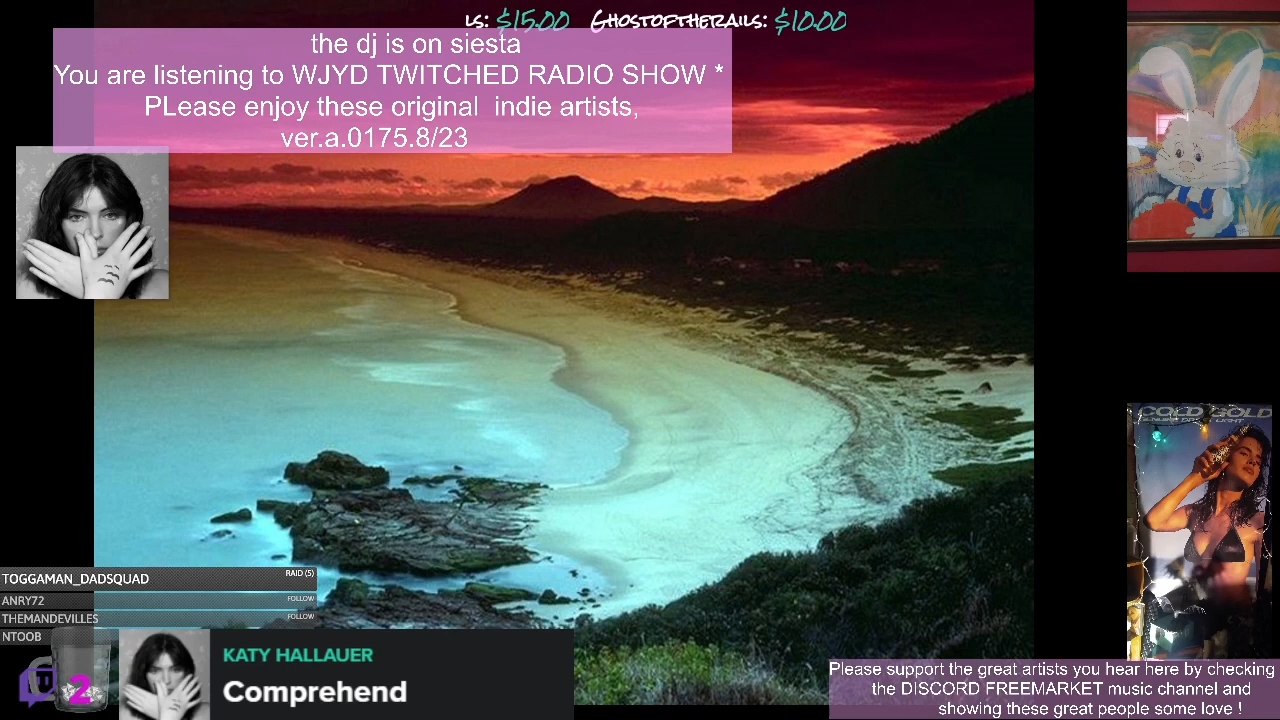 LS: $15.00 GHOSTOFTHERAILS: $10.00
the dj is on siesta
You are listening to WJYD TWITCHED RADIO SHOW *
PLease enjoy these original indie artists,
ver.a.0175.8/23
COLD GOLD
TOGGAMAN_DADSQUAD RAID (5)
ANRY72 FOLLOW
THEMANDEVILLES FOLLOW
NTOOB
2
KATY HALLAUER
Comprehend
Please support the great artists you hear here by checking
the DISCORD FREEMARKET music channel and
showing these great people some love !